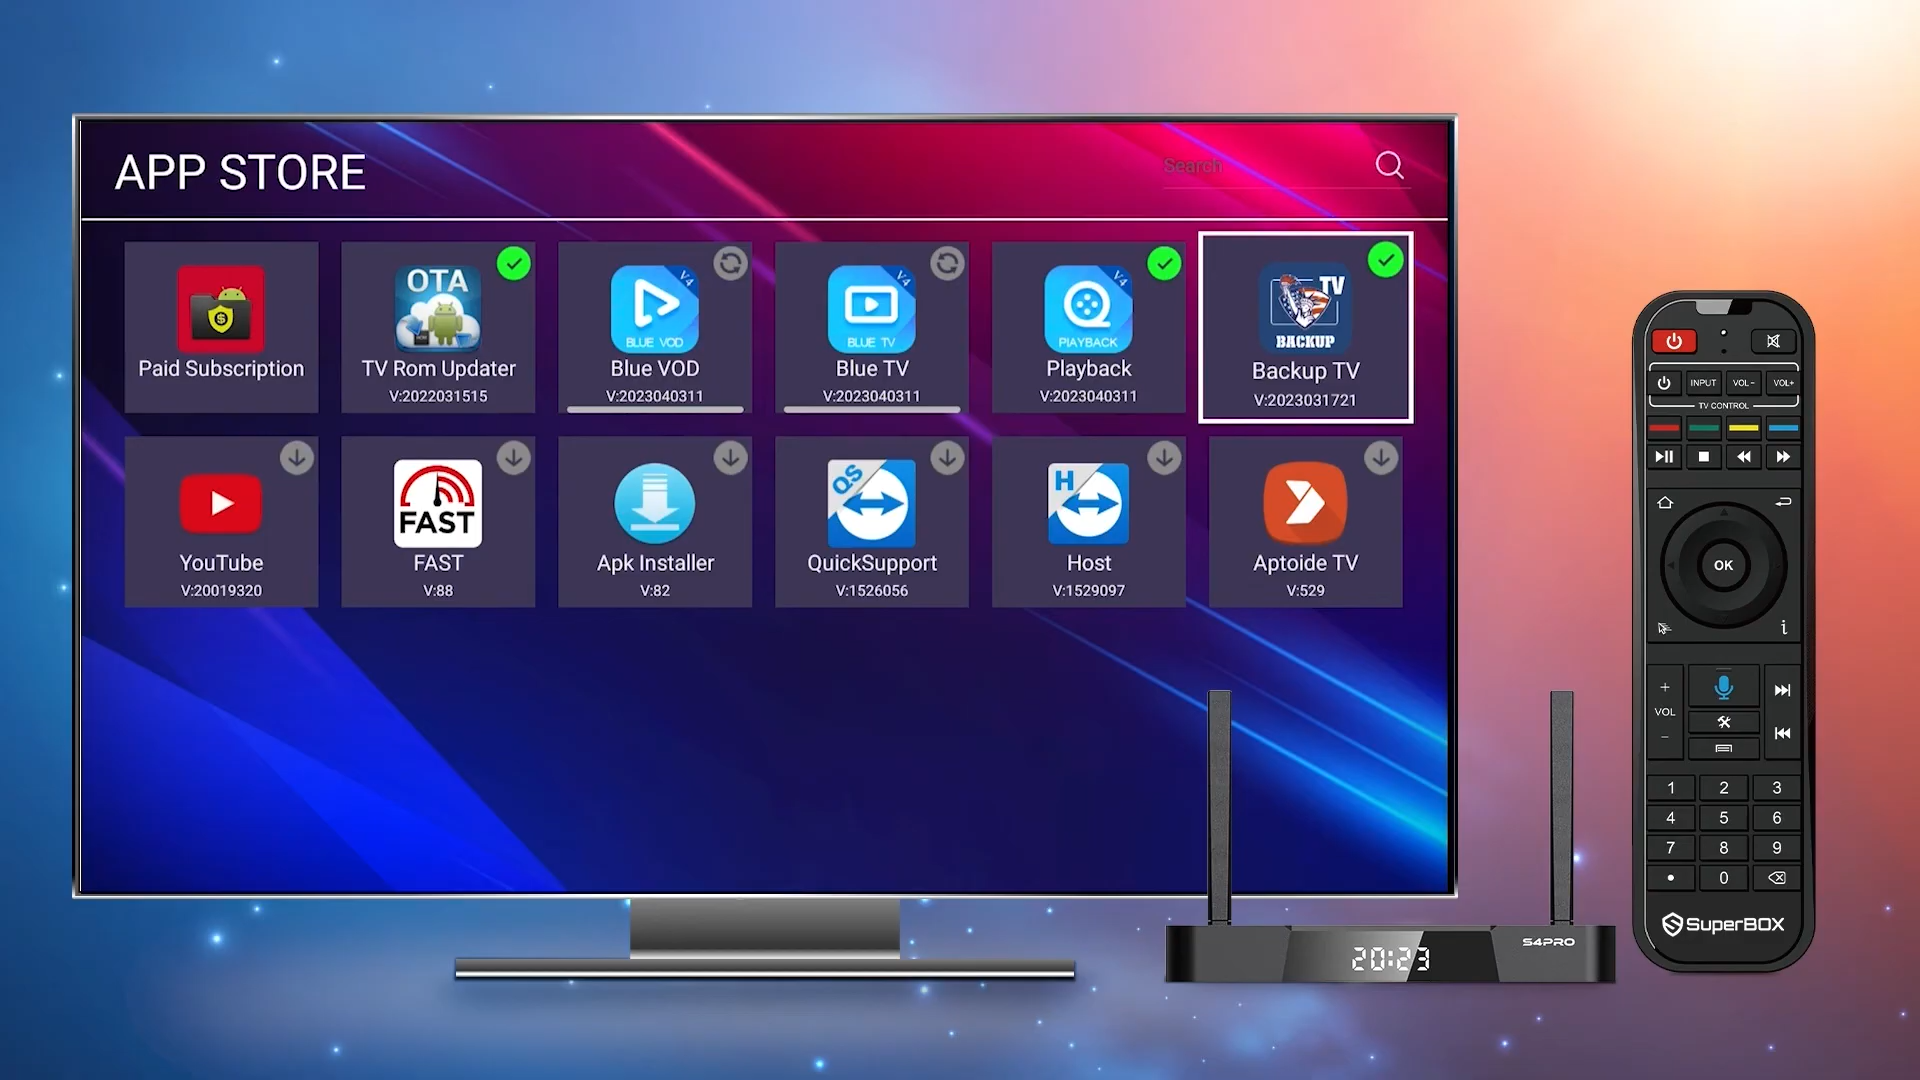 APP STORE
Search
Paid Subscription
OTA
TV Rom Updater
V:2022031515
V4
BLUE VOD
Blue VOD
V:2023040311
V4
BLUE TV
Blue TV
V:2023040311
V4
PLAYBACK
Playback
V:2023040311
TV
BACKUP
Backup TV
V:2023031721
YouTube
V:20019320
FAST
FAST
V:88
Apk Installer
V:82
QS
QuickSupport
V:1526056
H
Host
V:1529097
Aptoide TV
V:529
S4PRO
20:23
INPUT
VOL-
VOL+
TV CONTROL
OK
i
+
VOL
-
1 2 3
4 5 6
7 8 9
• 0
SuperBOX